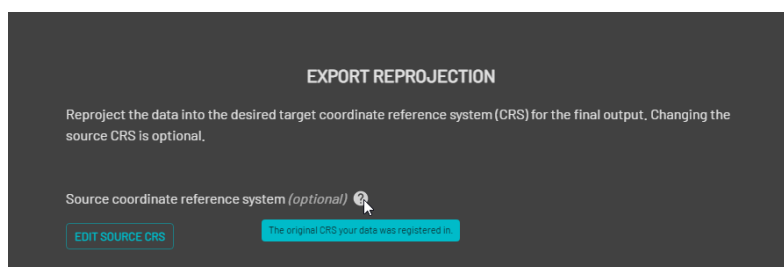 EXPORT REPROJECTION
Reproject the data into the desired target coordinate reference system (CRS) for the final output. Changing the
source CRS is optional.
Source coordinate reference system (optional) ?
EDIT SOURCE CRS
The original CRS your data was registered in.